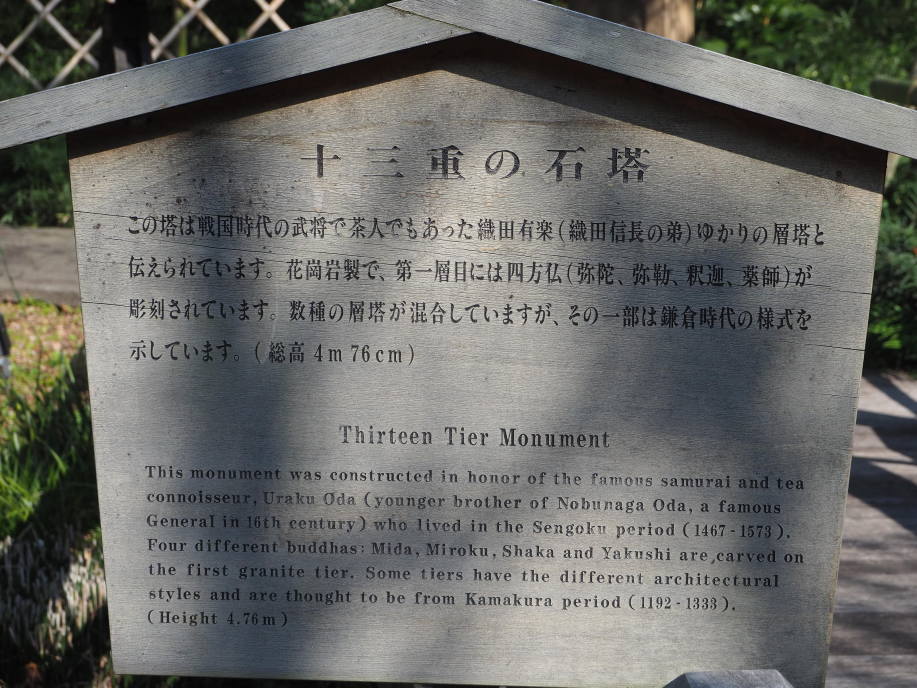 十三重の石塔
この塔は戦国時代の武将で茶人でもあった織田有楽(織田信長の弟)ゆかりの層塔と
伝えられています。花崗岩製で、第一層目には四方仏(弥陀、弥勒、釈迦、薬師)が
彫刻されています。数種の層塔が混合していますが、その一部は鎌倉時代の様式を
示しています。(総高4m76cm)
Thirteen Tier Monument
This monument was constructed in honor of the famous samurai and tea
connoisseur, Uraku Oda (younger brother of Nobunaga Oda, a famous
General in 16th century) who lived in the Sengoku period (1467-1573).
Four different buddhas: Mida, Miroku, Shaka and Yakushi are carved on
the first granite tier. Some tiers have the different architectural
styles and are thought to be from Kamakura period (1192-1333).
(Height 4.76m)